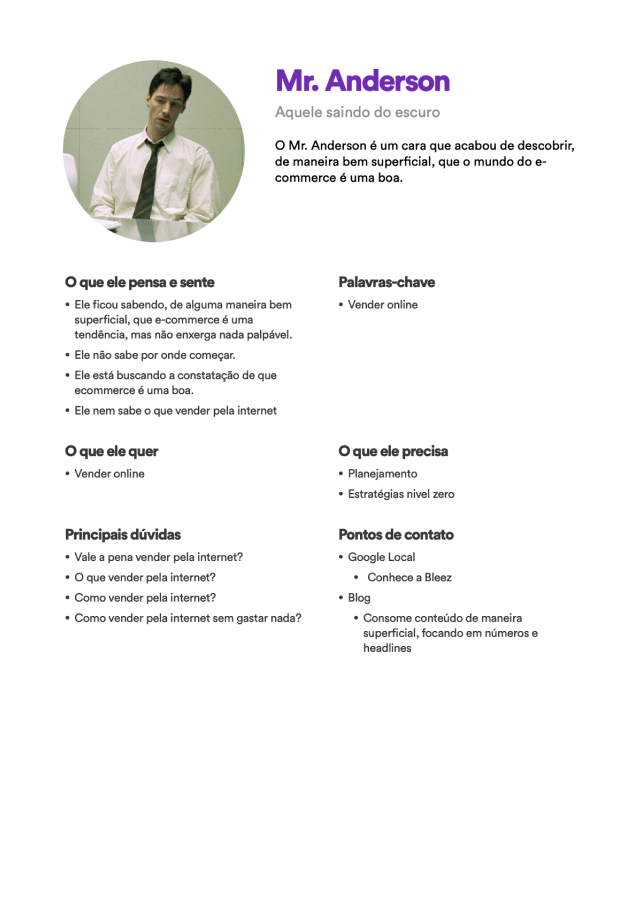 Mr. Anderson
Aquele saindo do escuro
O Mr. Anderson é um cara que acabou de descobrir,
de maneira bem superficial, que o mundo do e-
commerce é uma boa.
O que ele pensa e sente
• Ele ficou sabendo, de alguma maneira bem
superficial, que e-commerce é uma
tendência, mas não enxerga nada palpável.
• Ele não sabe por onde começar.
• Ele está buscando a constatação de que
ecommerce é uma boa.
• Ele nem sabe o que vender pela internet
Palavras-chave
• Vender online
O que ele quer
• Vender online
O que ele precisa
• Planejamento
• Estratégias nivel zero
Principais dúvidas
• Vale a pena vender pela internet?
• O que vender pela internet?
• Como vender pela internet?
• Como vender pela internet sem gastar nada?
Pontos de contato
• Google Local
• Conhece a Bleez
• Blog
• Consome conteúdo de maneira
superficial, focando em números e
headlines